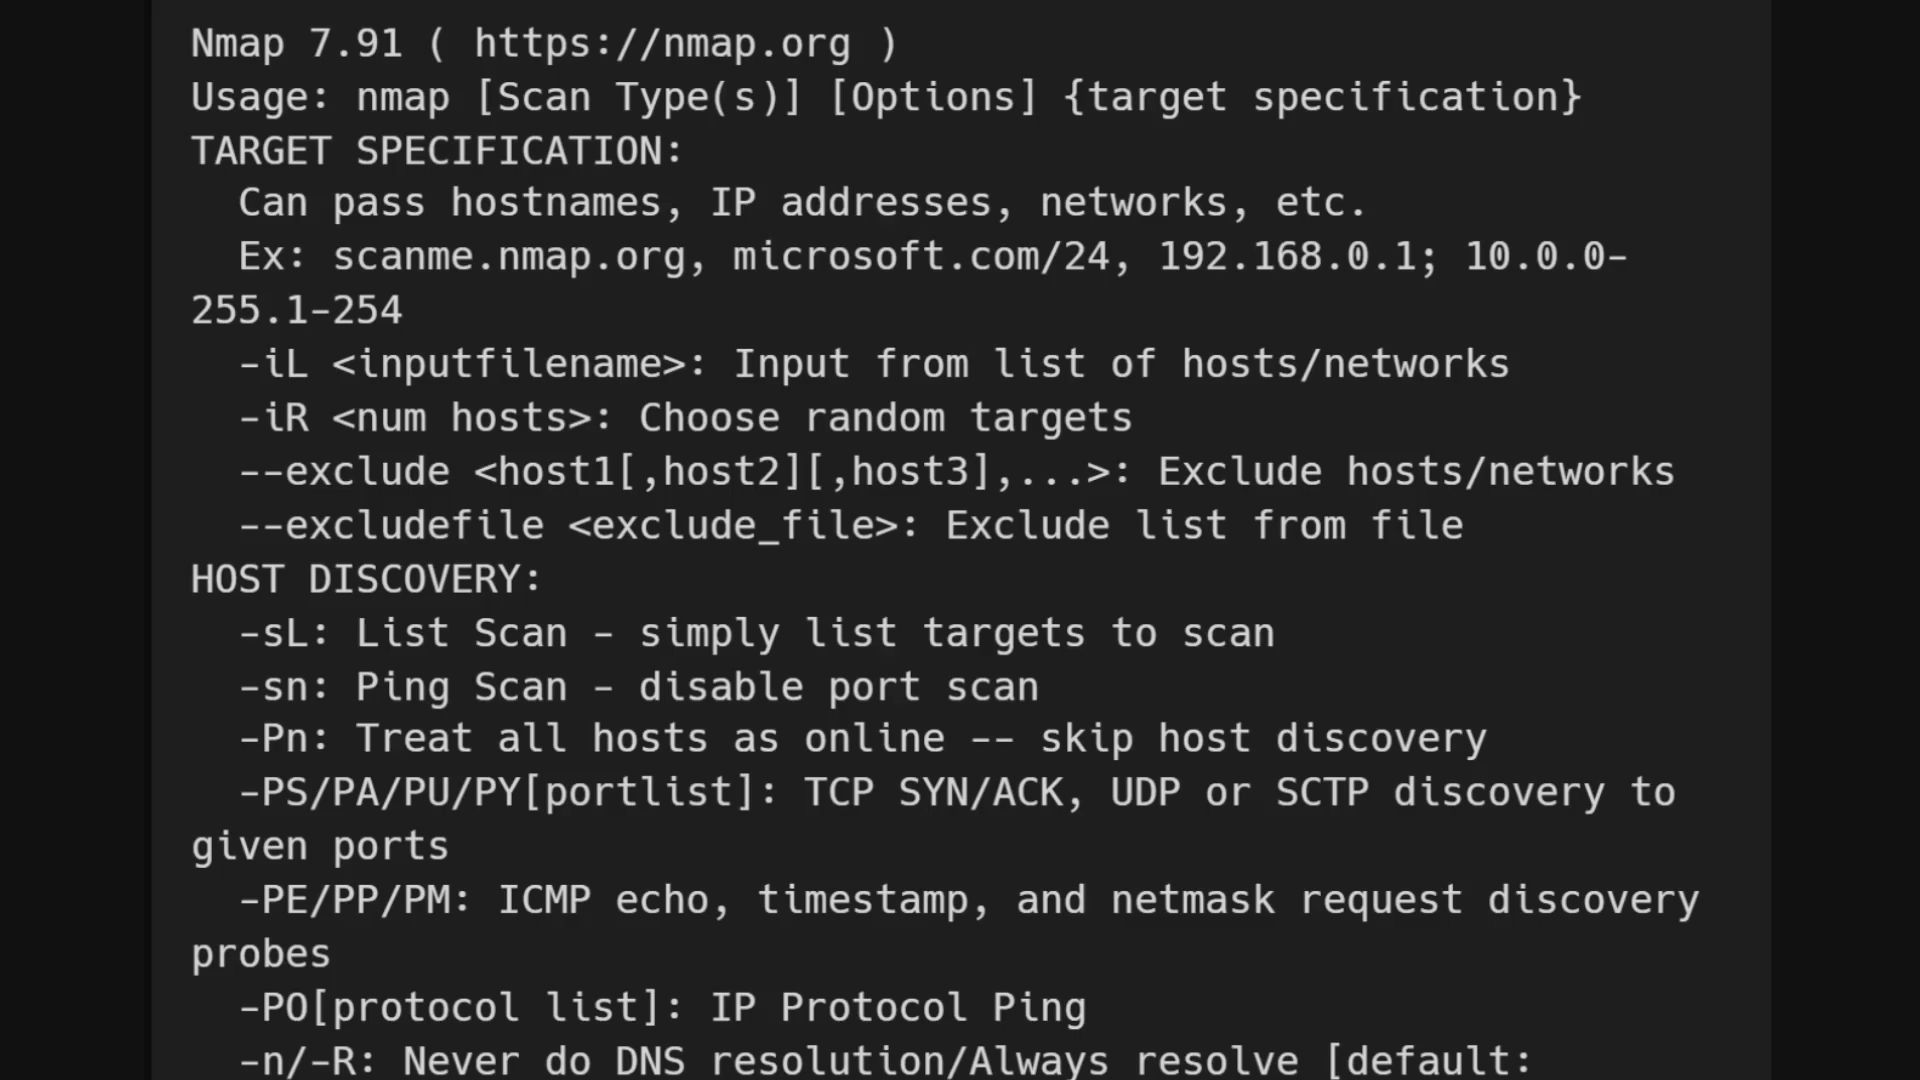 Nmap 7.91 ( https://nmap.org )
Usage: nmap [Scan Type(s)] [Options] {target specification}
TARGET SPECIFICATION:
  Can pass hostnames, IP addresses, networks, etc.
  Ex: scanme.nmap.org, microsoft.com/24, 192.168.0.1; 10.0.0-
255.1-254
  -iL <inputfilename>: Input from list of hosts/networks
  -iR <num hosts>: Choose random targets
  --exclude <host1[,host2][,host3],...>: Exclude hosts/networks
  --excludefile <exclude_file>: Exclude list from file
HOST DISCOVERY:
  -sL: List Scan - simply list targets to scan
  -sn: Ping Scan - disable port scan
  -Pn: Treat all hosts as online -- skip host discovery
  -PS/PA/PU/PY[portlist]: TCP SYN/ACK, UDP or SCTP discovery to
given ports
  -PE/PP/PM: ICMP echo, timestamp, and netmask request discovery
probes
  -PO[protocol list]: IP Protocol Ping
  -n/-R: Never do DNS resolution/Always resolve [default: